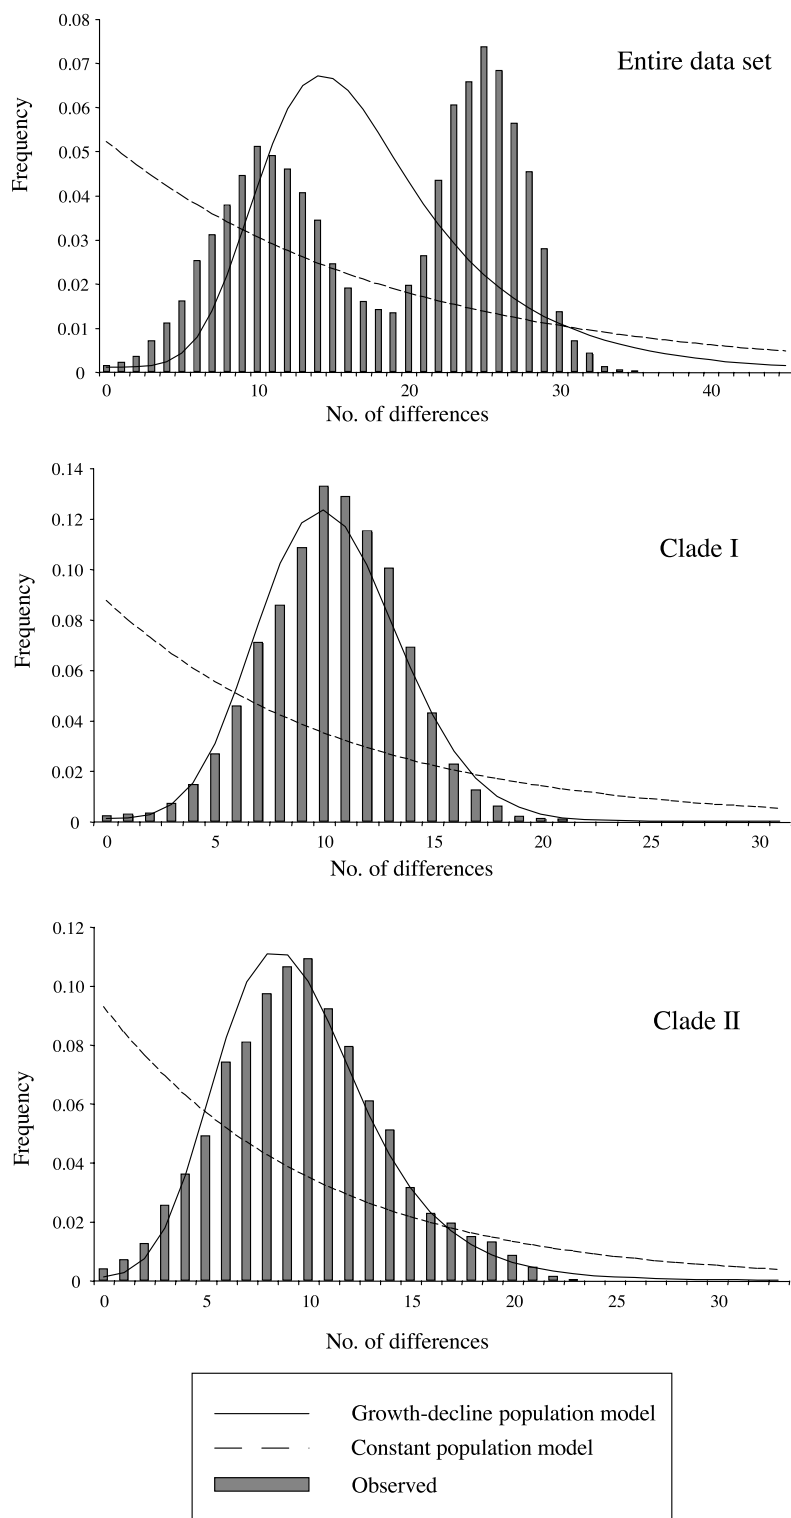 0.08
0.07
Entire data set
0.06
0.05
Frequency
0.04
0.03
0.02
0.01
0
0 10 20 30 40
No. of differences
0.14
0.12
Clade I
0.10
Frequency
0.08
0.06
0.04
0.02
0
0 5 10 15 20 25 30
No. of differences
0.12
0.10
Clade II
0.08
Frequency
0.06
0.04
0.02
0
0 5 10 15 20 25 30
No. of differences
Growth-decline population model
Constant population model
Observed